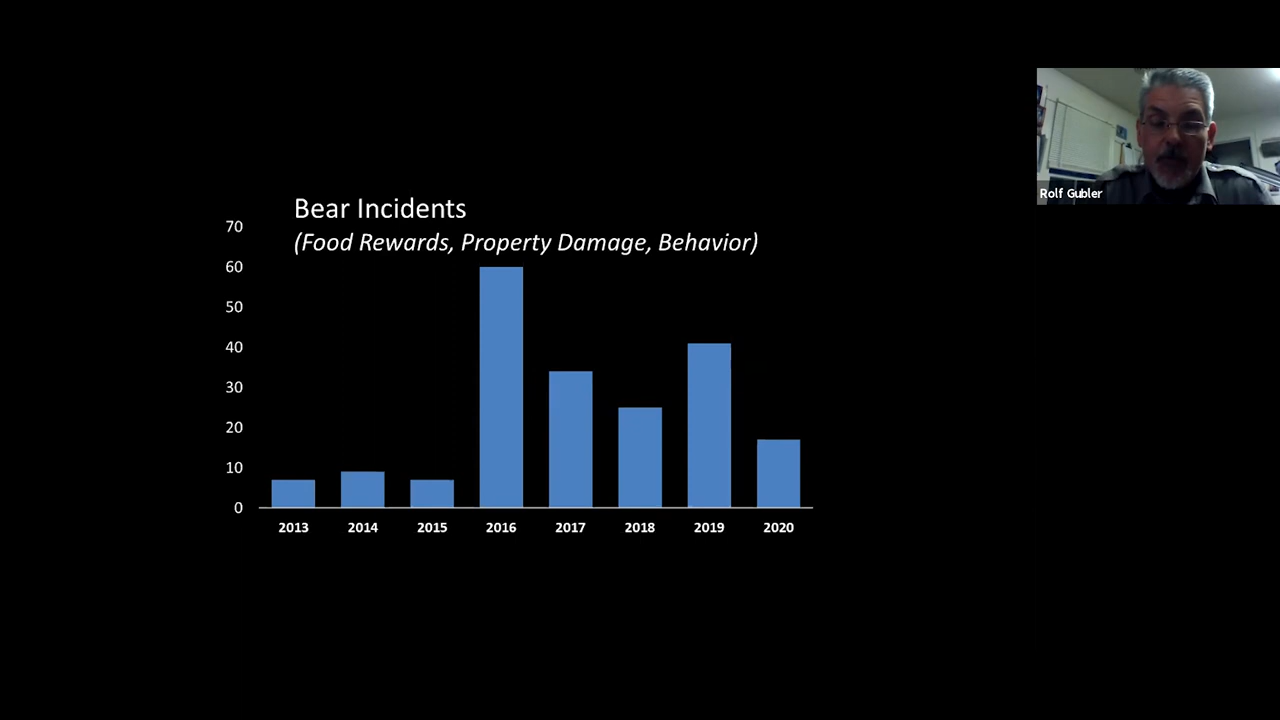 Bear Incidents
(Food Rewards, Property Damage, Behavior)
70
60
50
40
30
20
10
0
2013 2014 2015 2016 2017 2018 2019 2020
Rolf Gubler